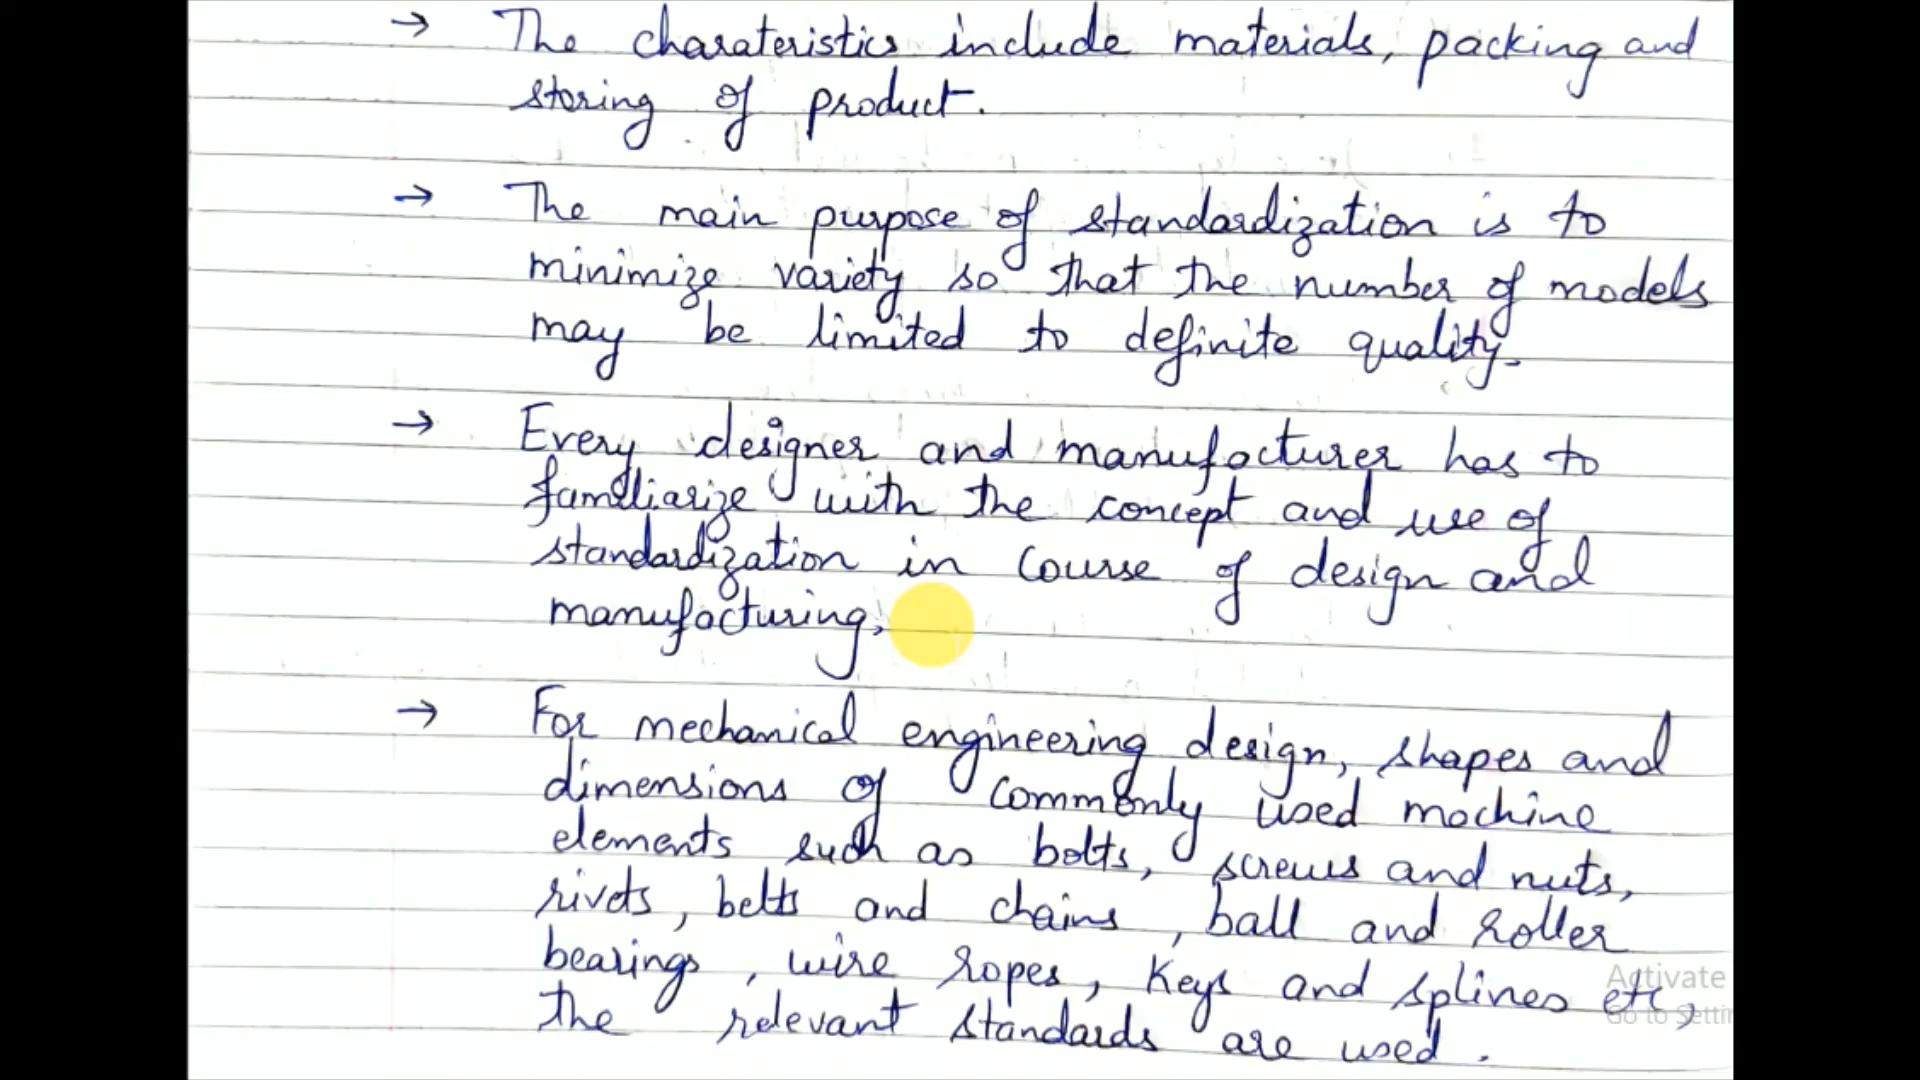 → The charateristics include materials, packing and
storing of product.
→ The main purpose of standardization is to
minimize variety so that the number of models
may be limited to definite quality.
→ Every designer and manufacturer has to
familiarize with the concept and use of
standardization in course of design and
manufacturing,
→ For mechanical engineering design, shapes and
dimensions of commonly used machine
elements such as bolts, screws and nuts,
rivets, belts and chains, ball and roller
bearings, wire ropes, keys and splines etc,
the relevant standards are used.
Activate
Go to Settin